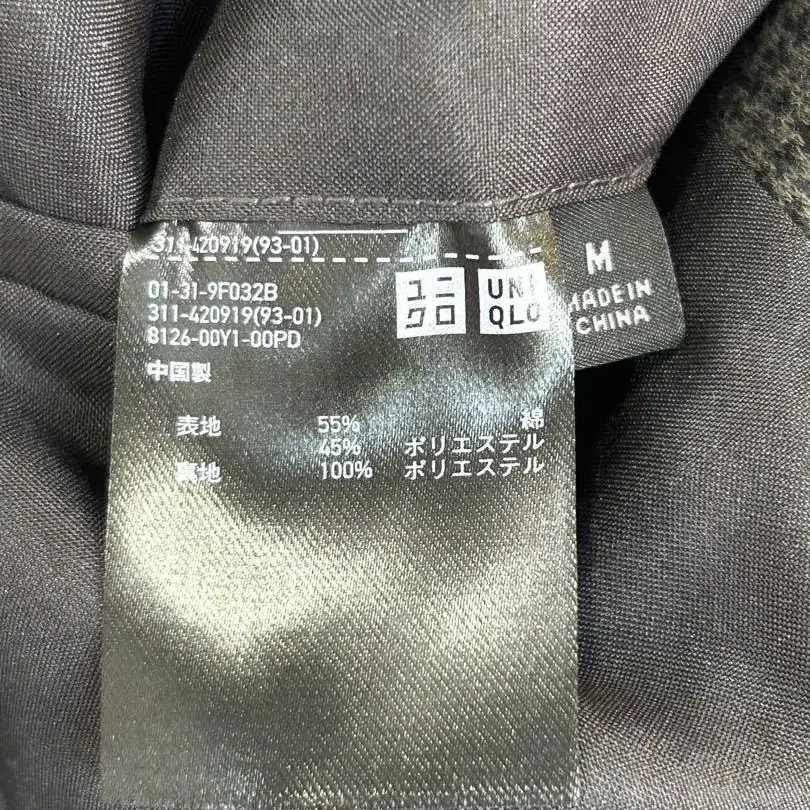 311-420919(93-01)
01-31-9F032B
311-420919(93-01)
8126-00Y1-00PD
中国製
ユニ
クロ
UNI
QLO
M
MADE IN
CHINA
表地 55% 綿
45% ポリエステル
裏地 100% ポリエステル